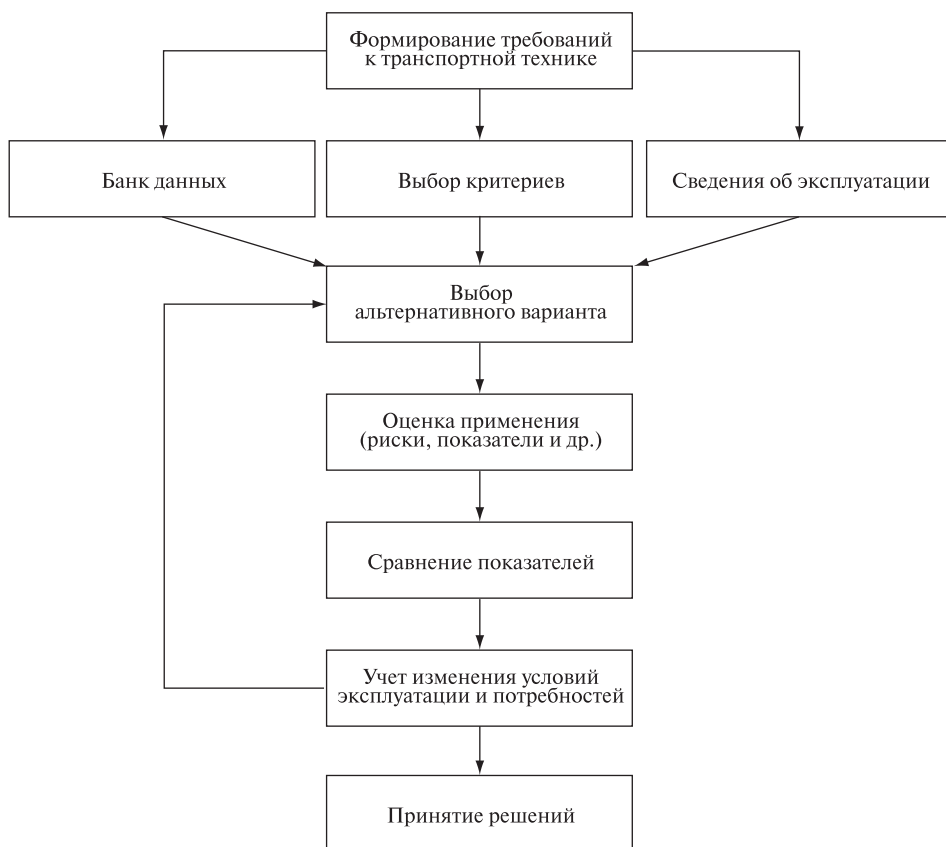 Формирование требований
к транспортной технике
Банк данных
Выбор критериев
Сведения об эксплуатации
Выбор
альтернативного варианта
Оценка применения
(риски, показатели и др.)
Сравнение показателей
Учет изменения условий
эксплуатации и потребностей
Принятие решений